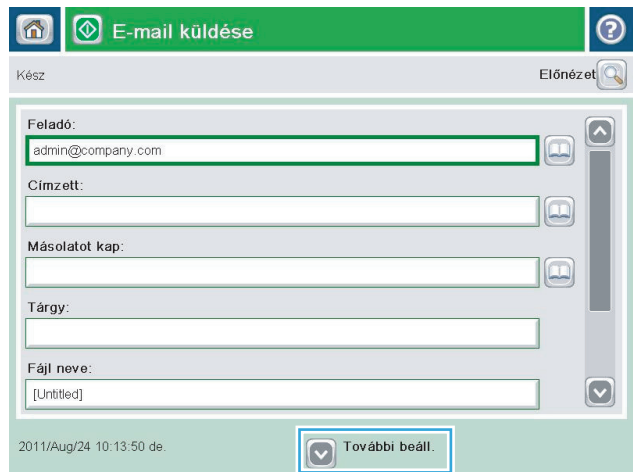 E-mail küldése
Kész
Előnézet
Feladó:
admin@company.com
Címzett:
Másolatot kap:
Tárgy:
Fájl neve:
[Untitled]
2011/Aug/24 10:13:50 de.
További beáll.